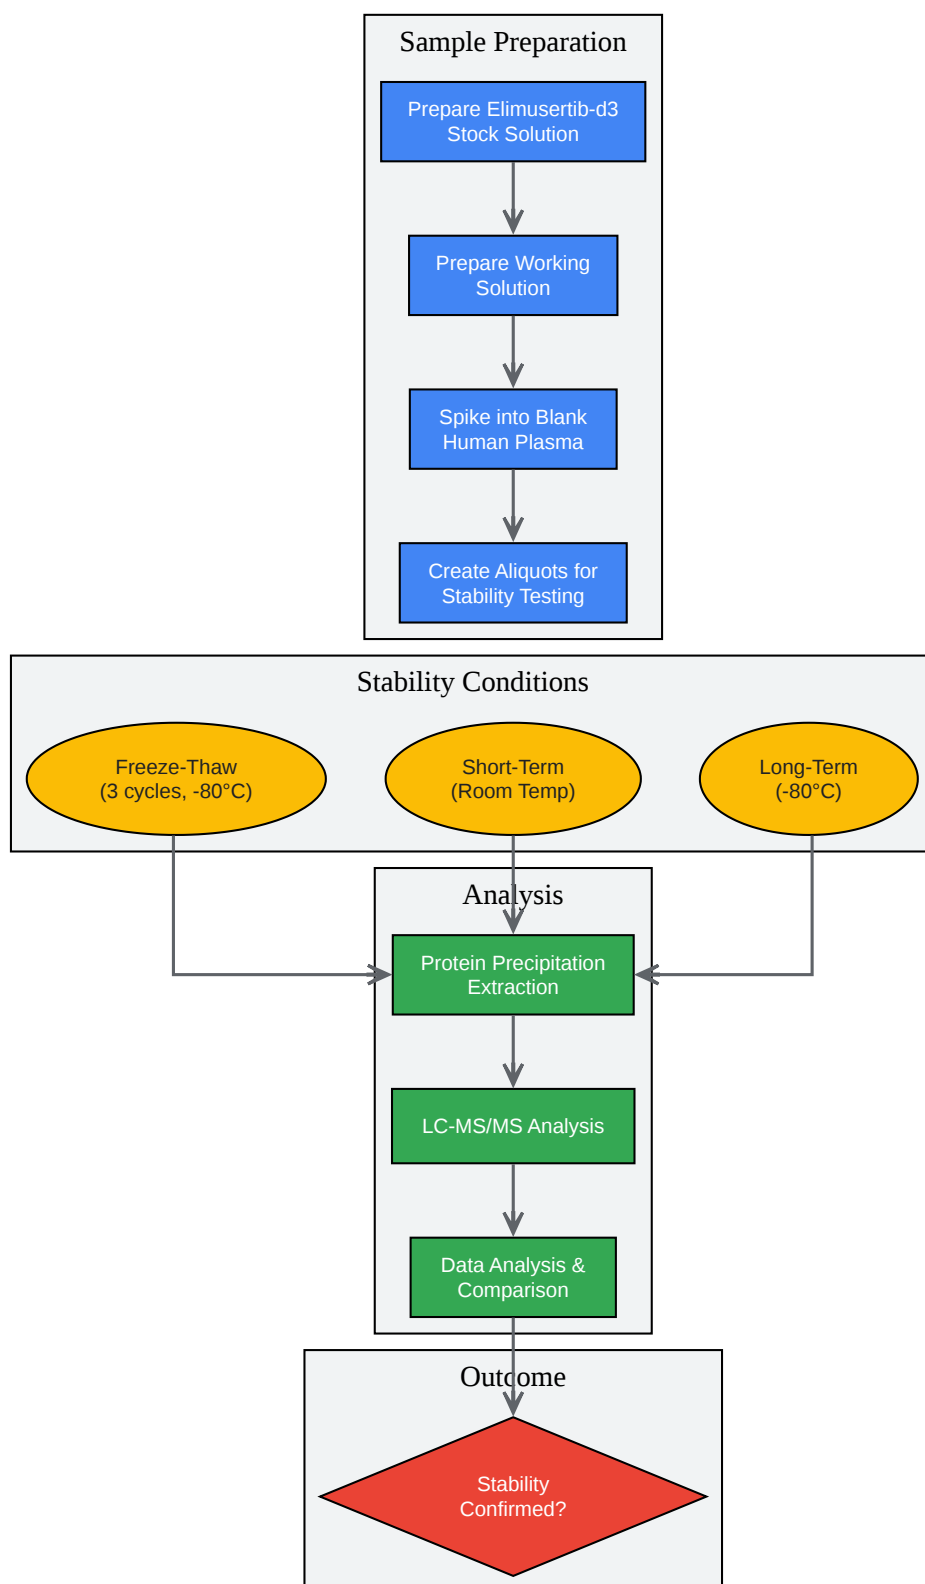 Sample Preparation
Prepare Elimusertib-d3
Stock Solution
Prepare Working
Solution
Spike into Blank
Human Plasma
Create Aliquots for
Stability Testing
Stability Conditions
Freeze-Thaw
(3 cycles, -80°C)
Short-Term
(Room Temp)
Long-Term
(-80°C)
Analysis
Protein Precipitation
Extraction
LC-MS/MS Analysis
Data Analysis &
Comparison
Outcome
Stability
Confirmed?